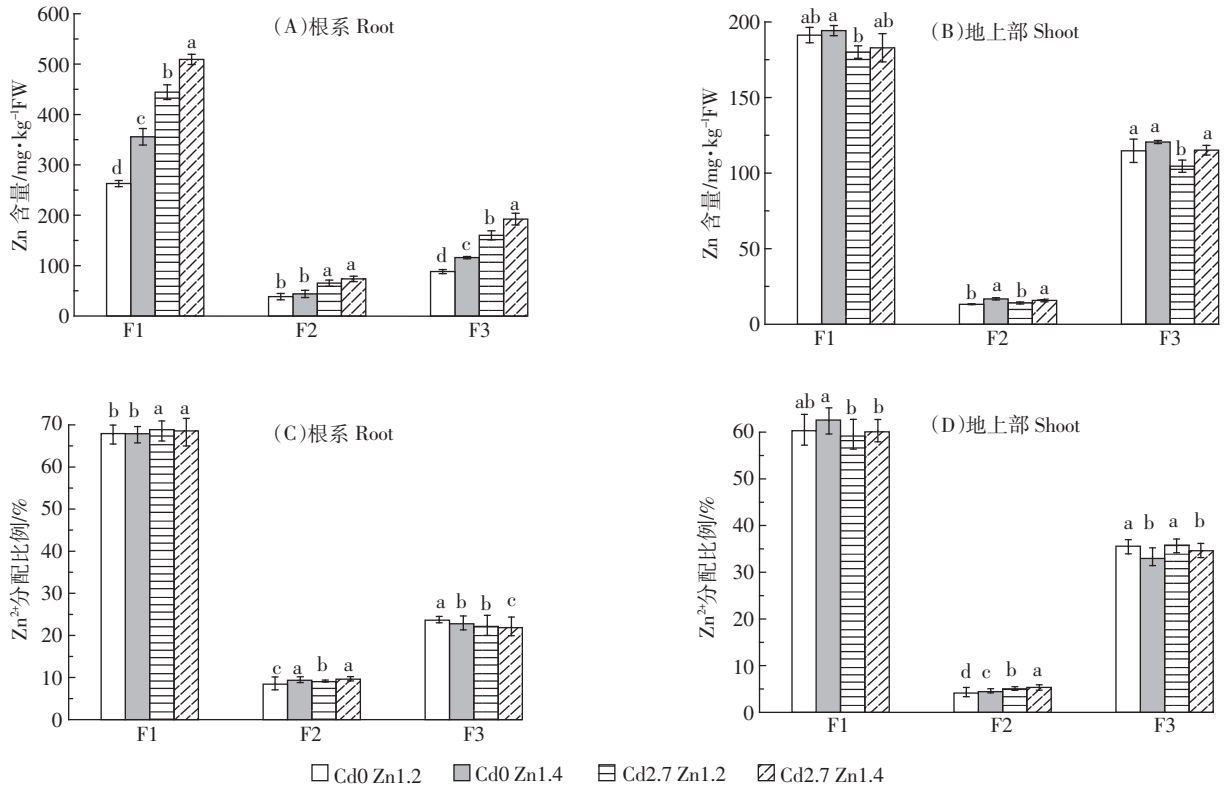 (A)根系 Root
Zn 含量/mg·kg⁻¹FW
600
500
400
300
200
100
0
d c b a
b b a a
d c b a
F1 F2 F3
(B)地上部 Shoot
Zn 含量/mg·kg⁻¹FW
200
150
100
50
0
ab a b ab
b a b a
a a b a
F1 F2 F3
(C)根系 Root
Zn²⁺分配比例/%
70
60
50
40
30
20
10
0
b b a a
c a b a
a b b c
F1 F2 F3
(D)地上部 Shoot
Zn²⁺分配比例/%
60
50
40
30
20
10
0
ab a b b
d c b a
a b a b
F1 F2 F3
Cd0 Zn1.2 Cd0 Zn1.4 Cd2.7 Zn1.2 Cd2.7 Zn1.4